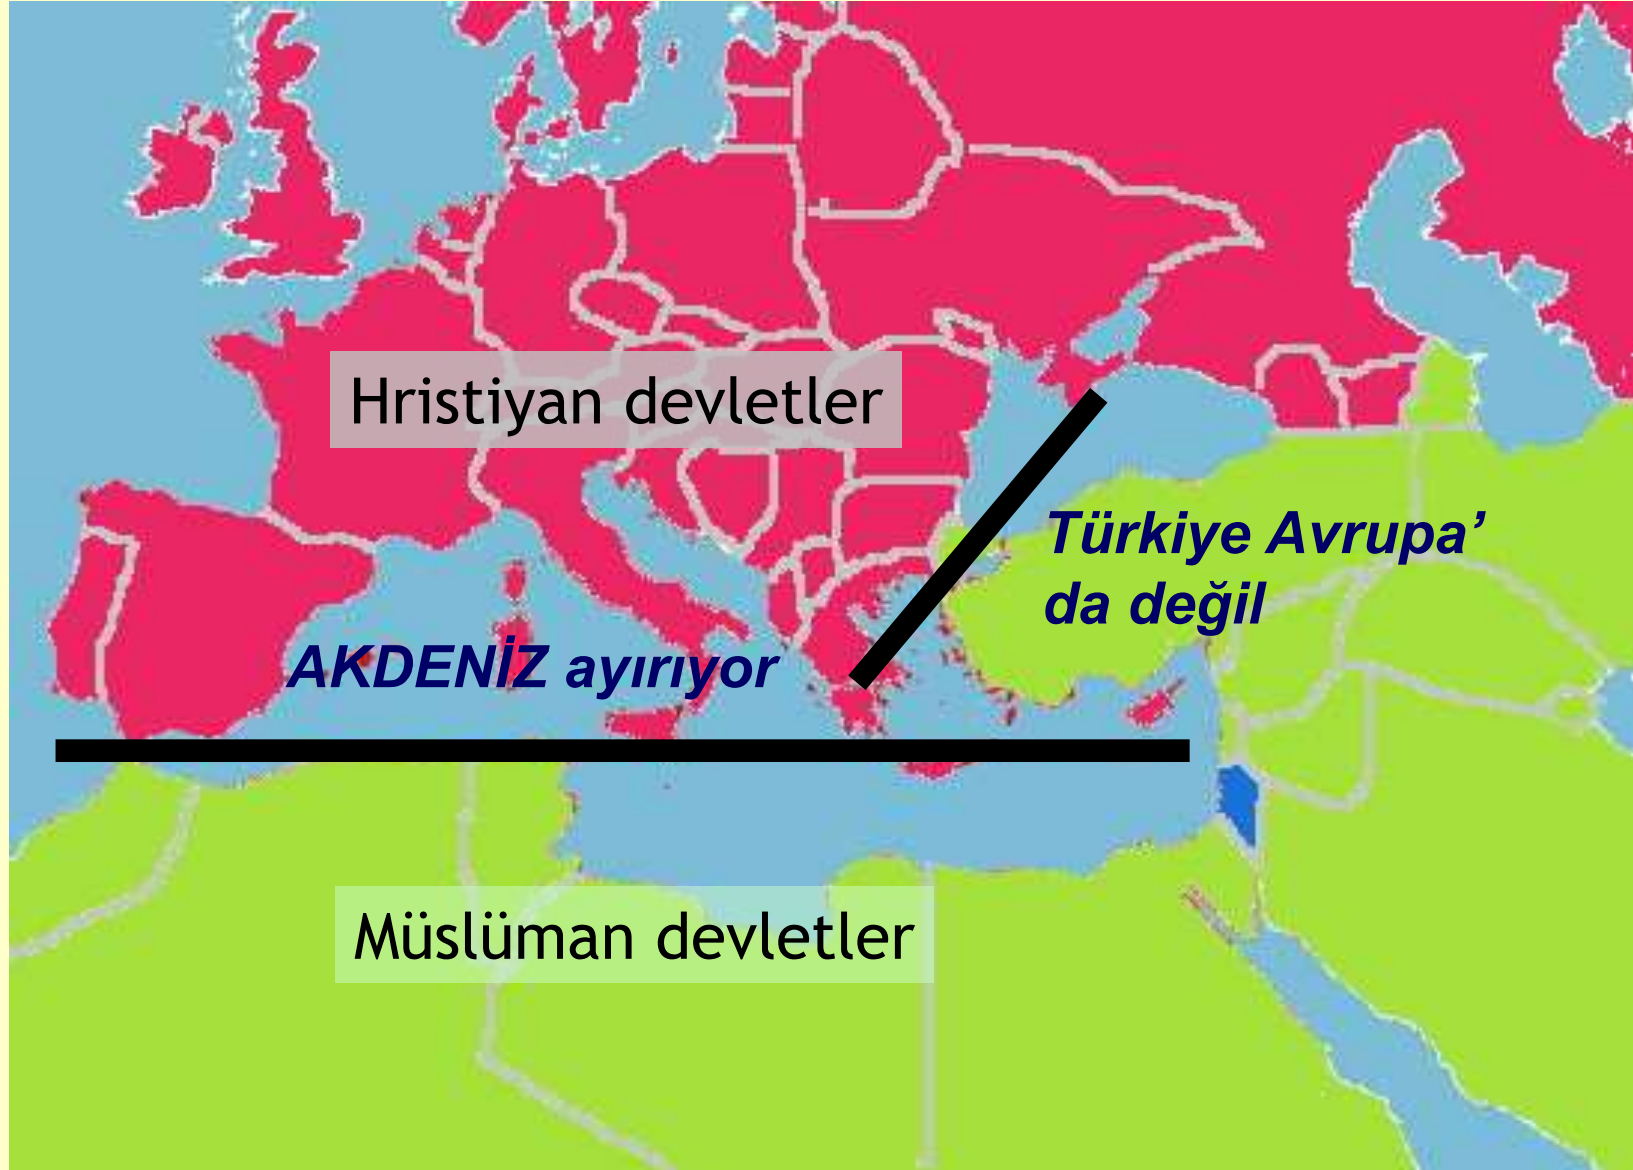 Hristiyan devletler
Türkiye Avrupa’
da değil
AKDENİZ ayırıyor
Müslüman devletler